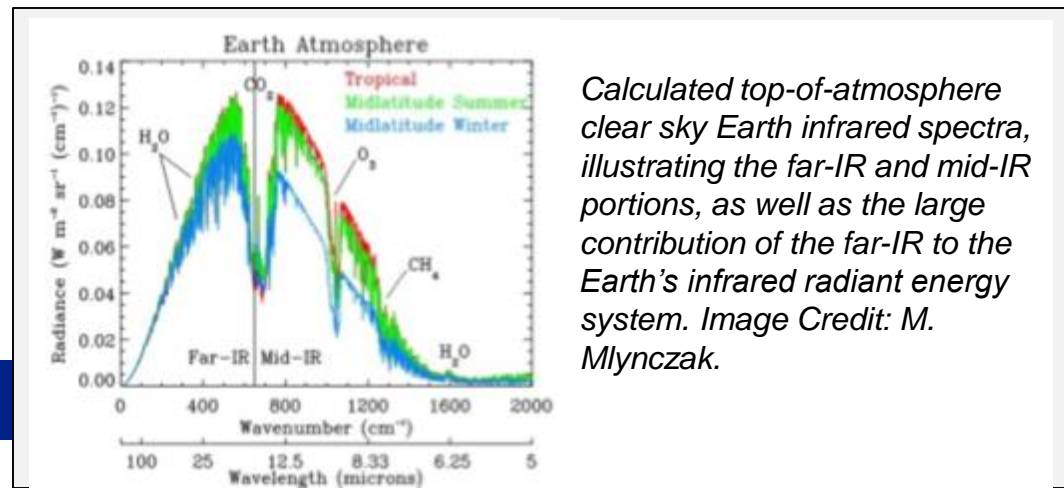 Earth Atmosphere
0.14
0.12
0.10
0.08
0.06
0.04
0.02
0.00
Radiance (W m⁻² sr⁻¹ (cm⁻¹)⁻¹)
Tropical
Midlatitude Summer
Midlatitude Winter
CO₂
H₂O
O₃
CH₄
H₂O
Far-IR
Mid-IR
0 400 800 1200 1600 2000
Wavenumber (cm⁻¹)
100 25 12.5 8.33 6.25 5
Wavelength (microns)
Calculated top-of-atmosphere
clear sky Earth infrared spectra,
illustrating the far-IR and mid-IR
portions, as well as the large
contribution of the far-IR to the
Earth's infrared radiant energy
system. Image Credit: M.
Mlynczak.